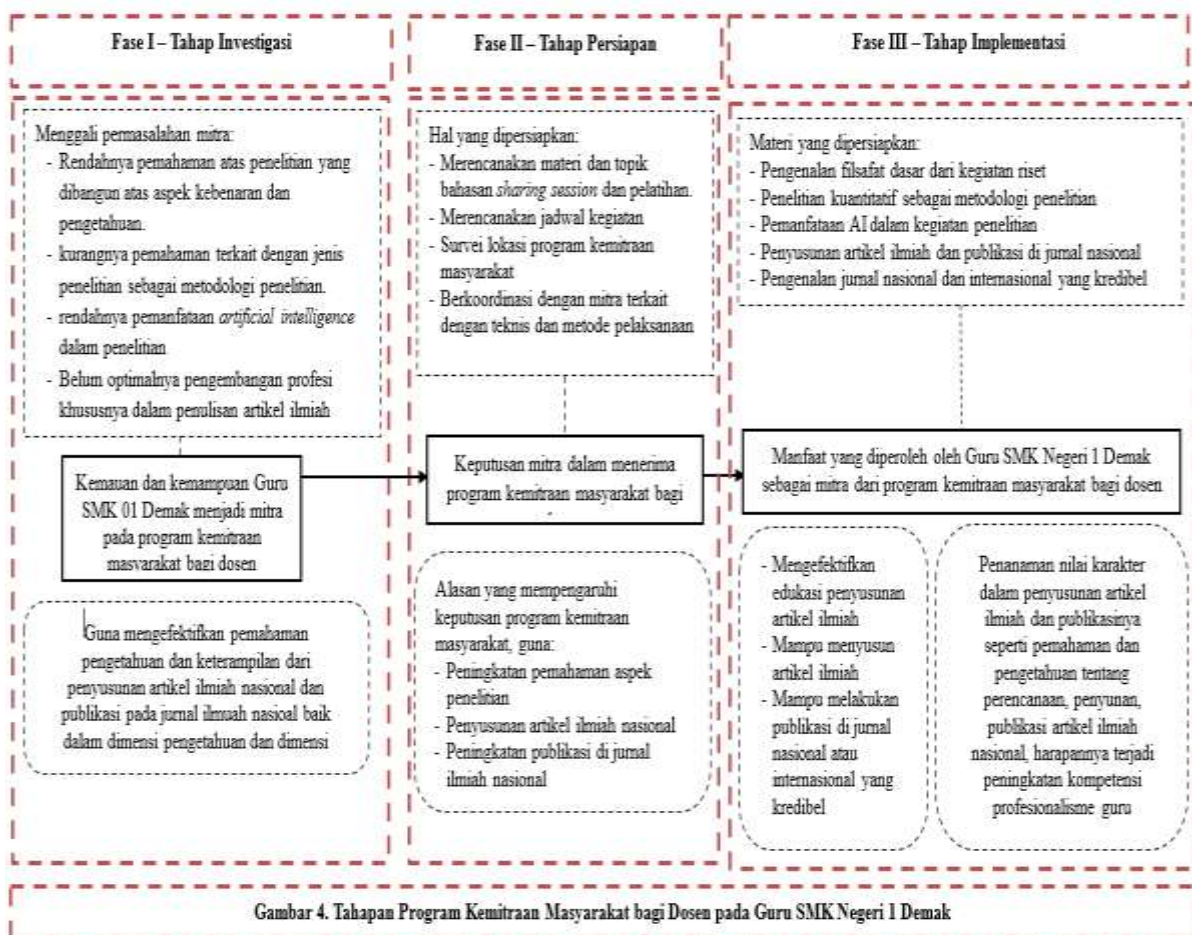 Fase I – Tahap Investigasi
Menggali permasalahan mitra:
- Rendahnya pemahaman atas penelitian yang
dibangun atas aspek kebenaran dan
pengetahuan.
- kurangnya pemahaman terkait dengan jenis
penelitian sebagai metodologi penelitian.
- rendahnya pemanfataan artificial intelligence
dalam penelitian
- Belum optimalnya pengembangan profesi
khususnya dalam penulisan artikel ilmiah
Kemauan dan kemampuan Guru
SMK 01 Demak menjadi mitra
pada program kemitraan
masyarakat bagi dosen
Guna mengefektifkan pemahaman
pengetahuan dan keterampilan dari
penyusunan artikel ilmiah nasional dan
publikasi pada jurnal ilmuah nasioal baik
dalam dimensi pengetahuan dan dimensi
Fase II – Tahap Persiapan
Hal yang dipersiapkan:
- Merencanakan materi dan topik
bahasan sharing session dan pelatihan.
- Merencanakan jadwal kegiatan
- Survei lokasi program kemitraan
masyarakat
- Berkoordinasi dengan mitra terkait
dengan teknis dan metode pelaksanaan
Keputusan mitra dalam menerima
program kemitraan masyarakat bagi
Alasan yang mempengaruhi
keputusan program kemitraan
masyarakat, guna:
- Peningkatan pemahaman aspek
penelitian
- Penyusunan artikel ilmiah nasional
- Peningkatan publikasi di jurnal
ilmiah nasional
Fase III – Tahap Implementasi
Materi yang dipersiapkan:
- Pengenalan filsafat dasar dari kegiatan riset
- Penelitian kuantitatif sebagai metodologi penelitian
- Pemanfataan AI dalam kegiatan penelitian
- Penyusunan artikel ilmiah dan publikasi di jurnal nasional
- Pengenalan jurnal nasional dan internasional yang kredibel
Manfaat yang diperoleh oleh Guru SMK Negeri 1 Demak
sebagai mitra dari program kemitraan masyarakat bagi dosen
- Mengefektifkan
edukasi penyusunan
artikel ilmiah
- Mampu menyusun
artikel ilmiah
- Mampu melakukan
publikasi di jurnal
nasional atau
internasional yang
kredibel
Penanaman nilai karakter
dalam penyusunan artikel
ilmiah dan publikasinya
seperti pemahaman dan
pengetahuan tentang
perencanaan, penyunan,
publikasi artikel ilmiah
nasional, harapannya terjadi
peningkatan kompetensi
profesionalisme guru
Gambar 4. Tahapan Program Kemitraan Masyarakat bagi Dosen pada Guru SMK Negeri 1 Demak